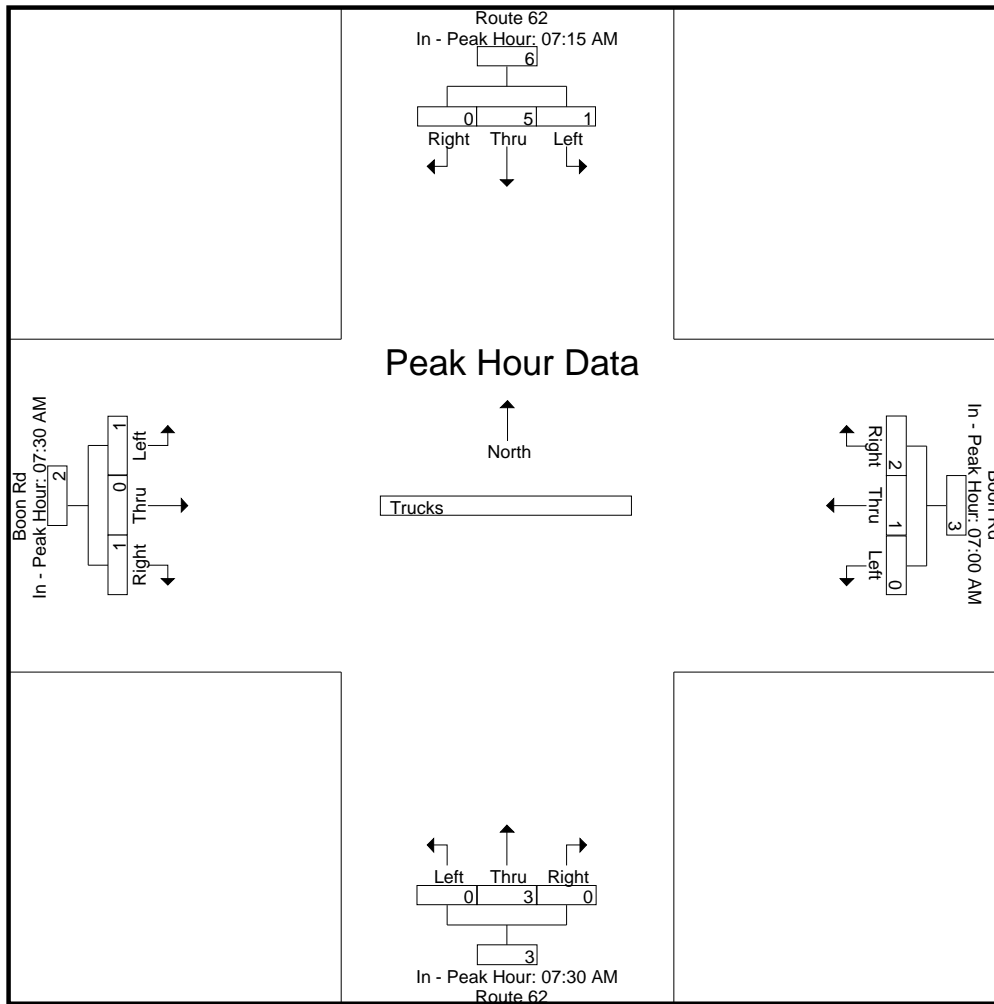 Route 62
In - Peak Hour: 07:15 AM
6
0 5 1
Right Thru Left
Peak Hour Data
North
Trucks
Boon Rd
In - Peak Hour: 07:30 AM
2
1 0 1
Left Thru Right
Boon Rd
In - Peak Hour: 07:00 AM
3
2 1 0
Right Thru Left
Left Thru Right
0 3 0
3
In - Peak Hour: 07:30 AM
Route 62